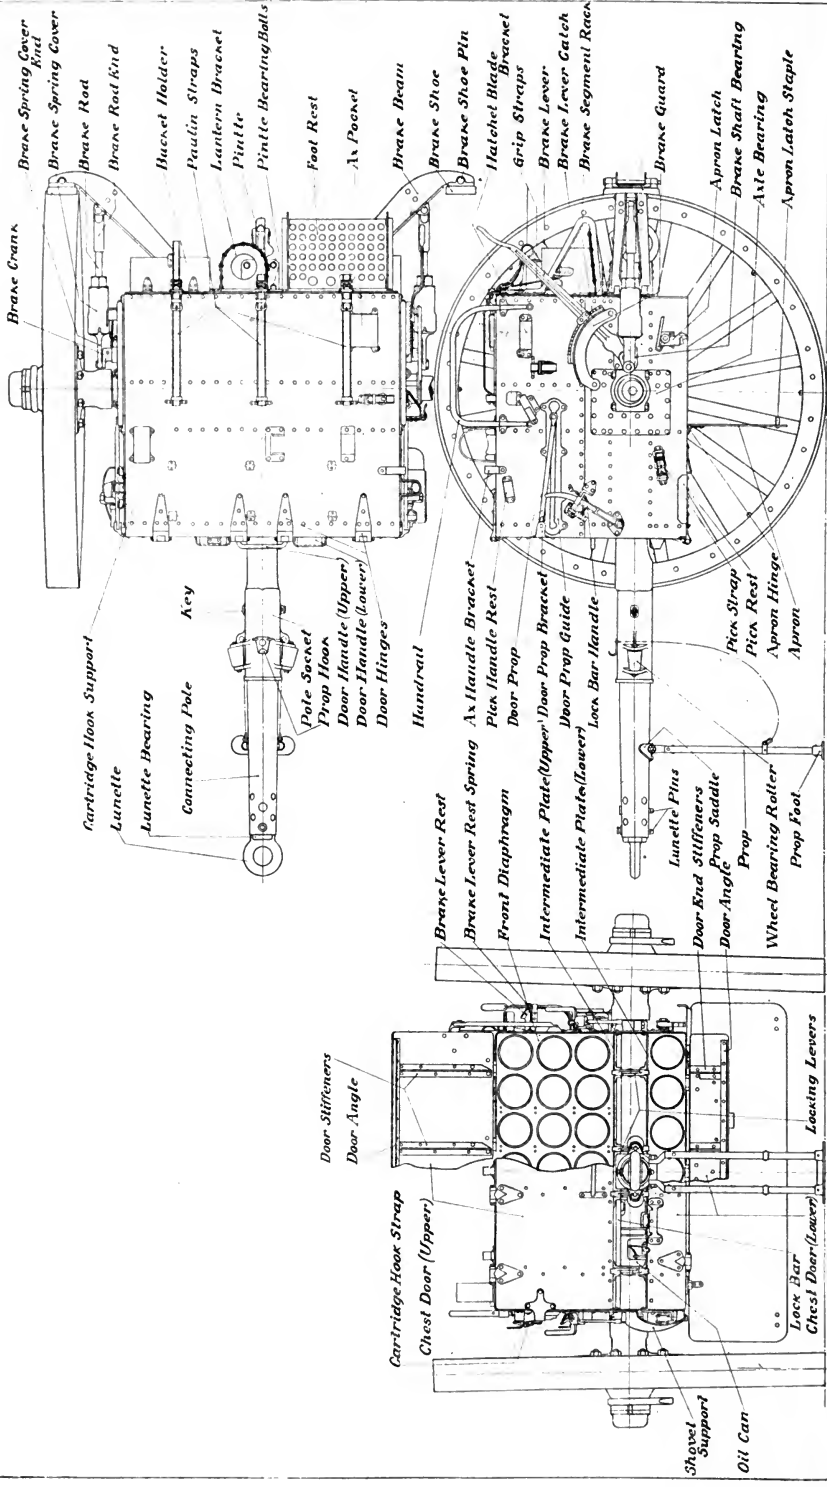 Brake Crank
Brake Spring Cover
End
Brake Spring Cover
Brake Rod
Brake Rod End
Bucket Holder
Paulin Straps
Lantern Bracket
Pintle
Pintle Bearing Bolts
Foot Rest
Ax Pocket
Brake Beam
Brake Shoe
Brake Shoe Pin
Cartridge Hook Support
Lunette
Lunette Bearing
Connecting Pole
Key
Pole Socket
Prop Hook
Door Handle (Upper)
Door Handle (Lower)
Door Hinges
Handrail
Hatchet Blade
Bracket
Grip Straps
Brake Lever
Brake Lever Catch
Brake Segment Rack
Brake Guard
Apron Latch
Brake Shaft Bearing
Axle Bearing
Apron Latch Staple
Ax Handle Bracket
Pick Handle Rest
Door Prop
Door Prop Bracket
Door Prop Guide
Lock Bar Handle
Pick Strap
Pick Rest
Apron Hinge
Apron
Lunette Pins
Prop Saddle
Prop
Wheel Bearing Roller
Prop Foot
Brake Lever Rest
Brake Lever Rest Spring
Front Diaphragm
Intermediate Plate (Upper)
Intermediate Plate (Lower)
Door End Stiffeners
Door Angle
Door Stiffeners
Door Angle
Cartridge Hook Strap
Chest Door (Upper)
Locking Levers
Lock Bar
Chest Door (Lower)
Shovel
Support
Oil Can